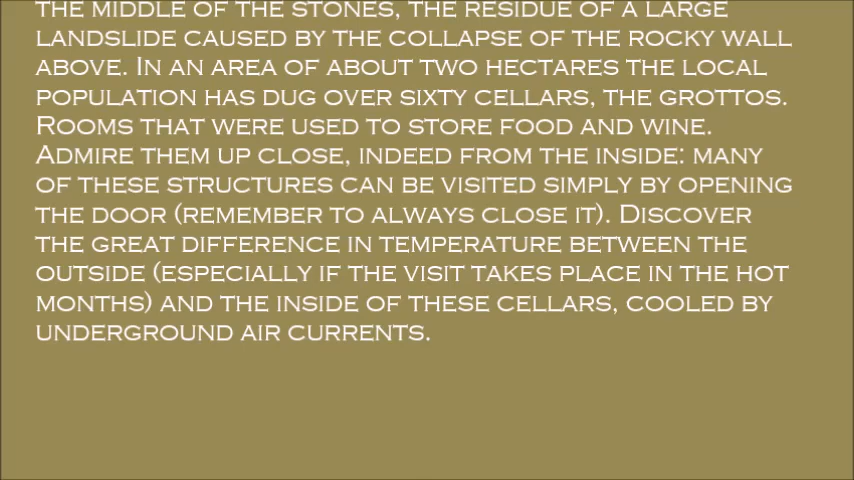 THE MIDDLE OF THE STONES, THE RESIDUE OF A LARGE
LANDSLIDE CAUSED BY THE COLLAPSE OF THE ROCKY WALL
ABOVE. IN AN AREA OF ABOUT TWO HECTARES THE LOCAL
POPULATION HAS DUG OVER SIXTY CELLARS, THE GROTTOS.
ROOMS THAT WERE USED TO STORE FOOD AND WINE.
ADMIRE THEM UP CLOSE, INDEED FROM THE INSIDE: MANY
OF THESE STRUCTURES CAN BE VISITED SIMPLY BY OPENING
THE DOOR (REMEMBER TO ALWAYS CLOSE IT). DISCOVER
THE GREAT DIFFERENCE IN TEMPERATURE BETWEEN THE
OUTSIDE (ESPECIALLY IF THE VISIT TAKES PLACE IN THE HOT
MONTHS) AND THE INSIDE OF THESE CELLARS, COOLED BY
UNDERGROUND AIR CURRENTS.